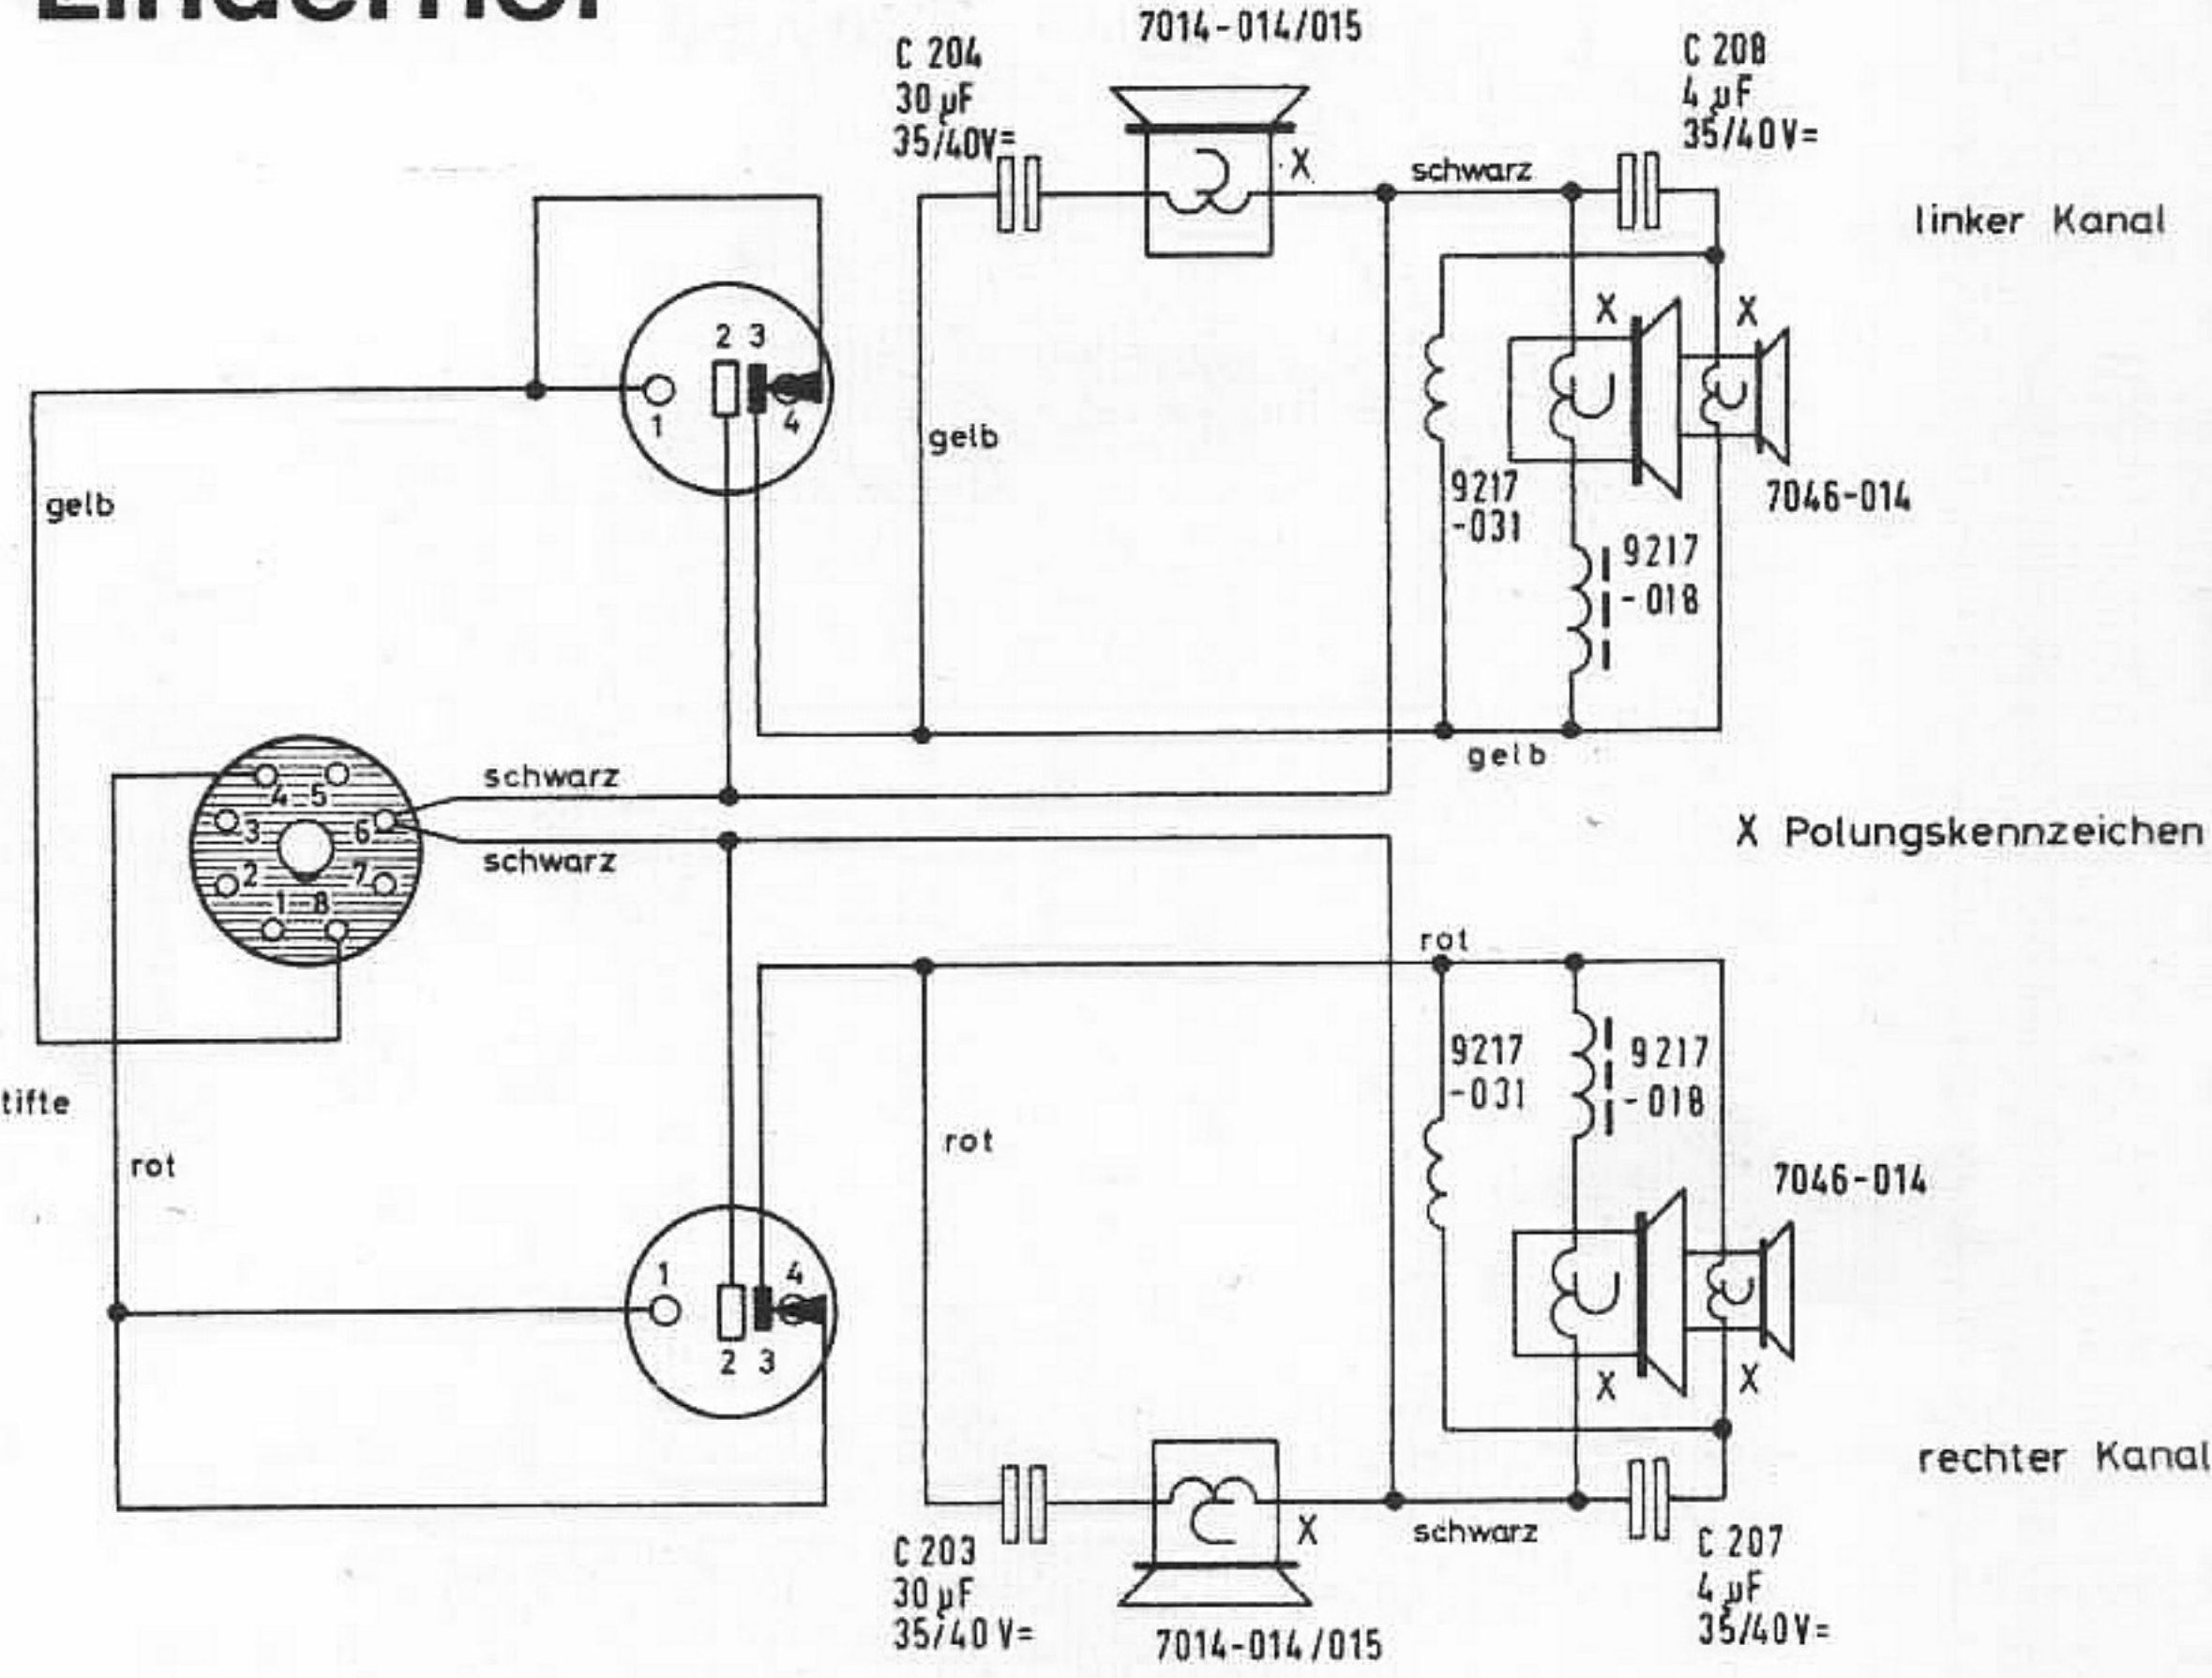 7014-014/015
C 204
30 µF
35/40V=
X
schwarz
C 208
4 µF
35/40V=
linker Kanal
2 3
1
4
gelb
X
X
7046-014
9217
-031
9217
-018
gelb
gelb
schwarz
schwarz
4 5
3 6
2 7
1 8
X Polungskennzeichen
rot
9217
-031
9217
-018
7046-014
tifte
rot
rot
1
4
2 3
X
X
rechter Kanal
X
schwarz
C 203
30 µF
35/40 V=
7014-014/015
C 207
4 µF
35/40V=